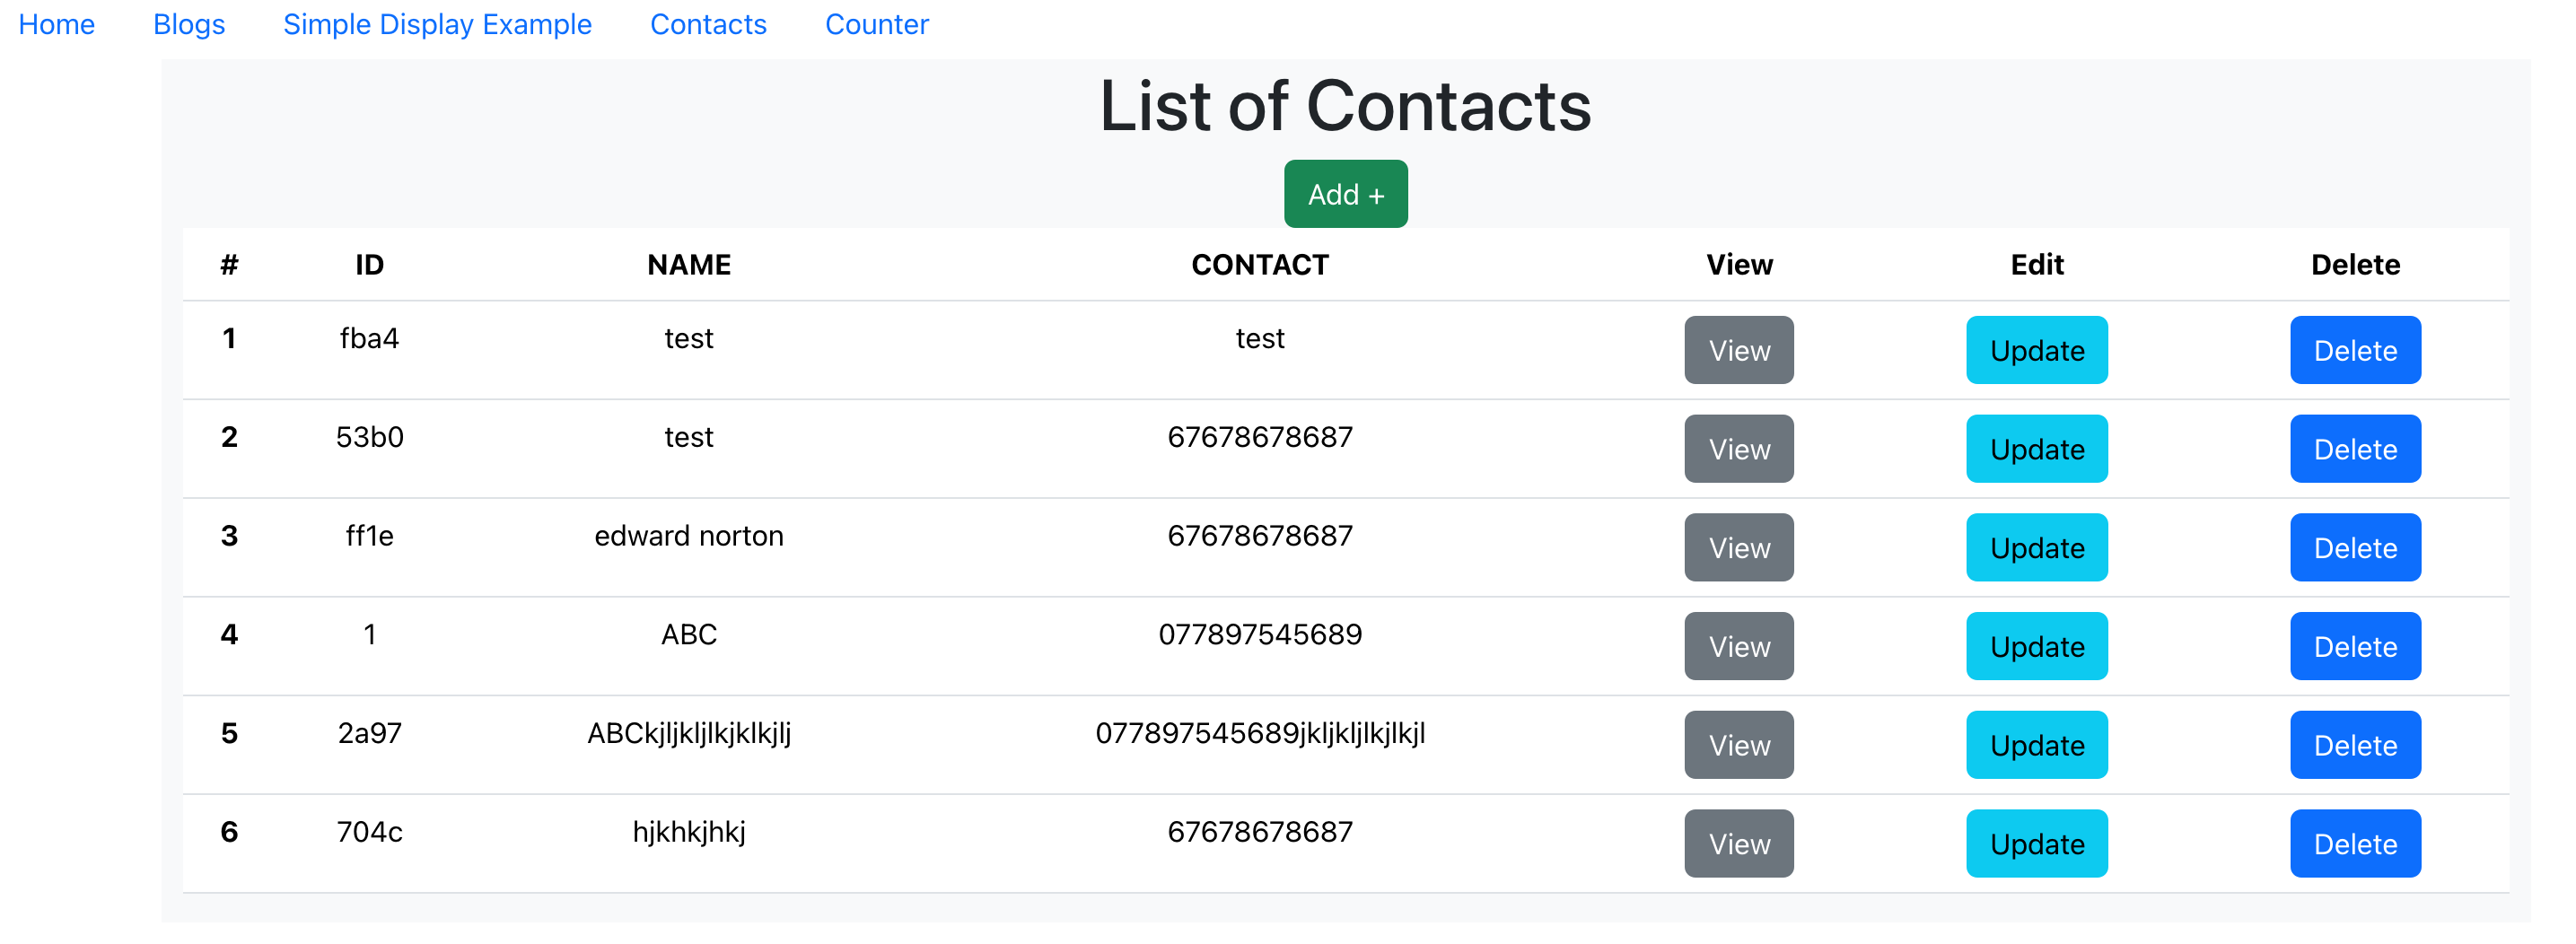 Home Blogs Simple Display Example Contacts Counter
List of Contacts
Add +
# ID NAME CONTACT View Edit Delete
1 fba4 test test View Update Delete
2 53b0 test 67678678687 View Update Delete
3 ff1e edward norton 67678678687 View Update Delete
4 1 ABC 077897545689 View Update Delete
5 2a97 ABCkjljkljlkjklkjlj 077897545689jkljkljlkjlkjl View Update Delete
6 704c hjkhkjhkj 67678678687 View Update Delete